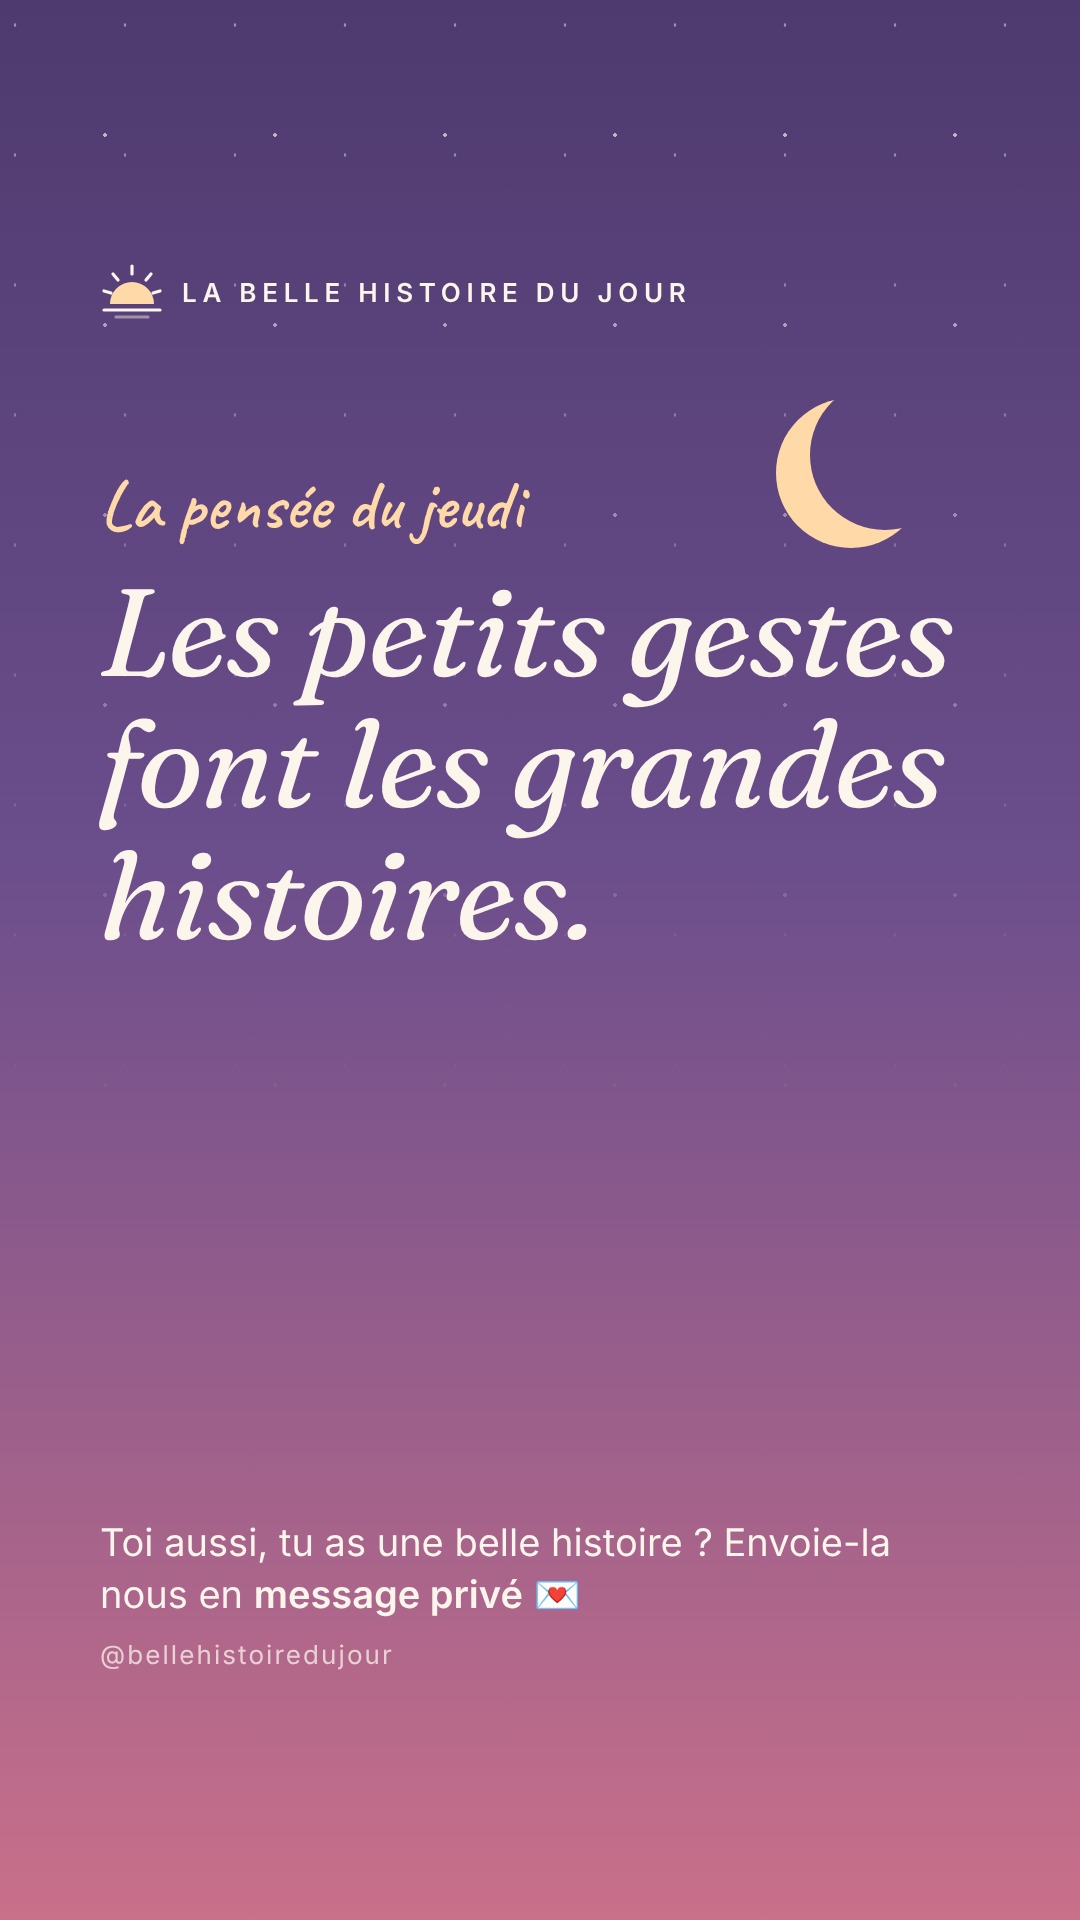 LA BELLE HISTOIRE DU JOUR
La pensée du jeudi
Les petits gestes
font les grandes
histoires.
Toi aussi, tu as une belle histoire ? Envoie-la
nous en message privé 💌
@bellehistoiredujour